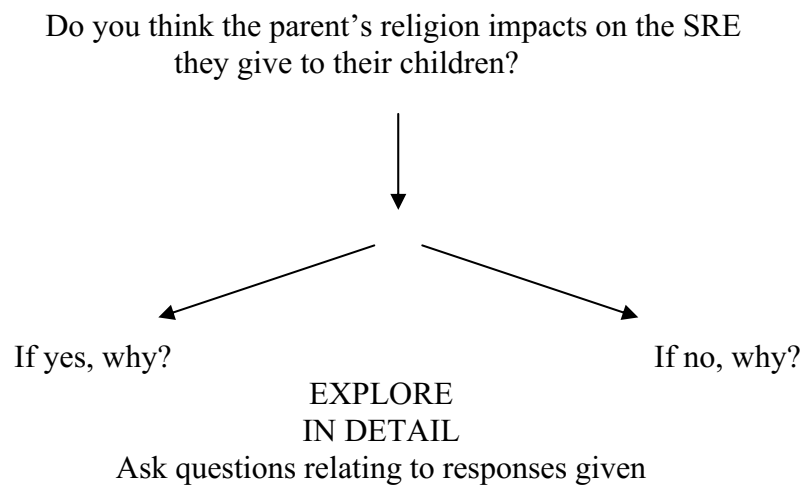 Do you think the parent’s religion impacts on the SRE
they give to their children?
If yes, why?
If no, why?
EXPLORE
IN DETAIL
Ask questions relating to responses given